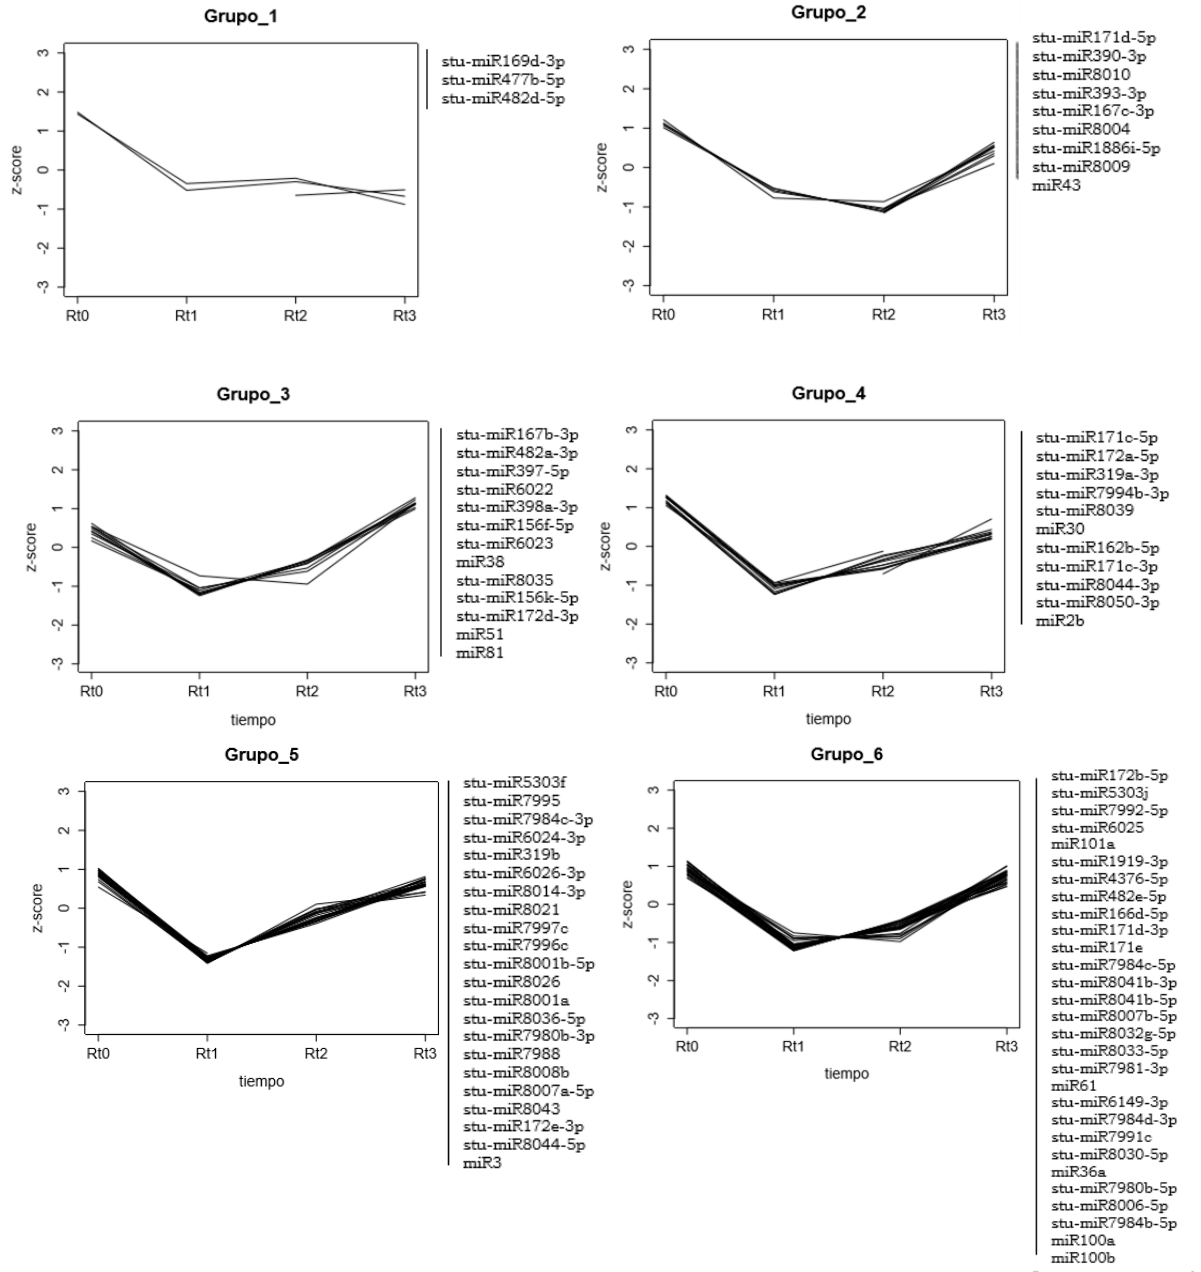 Grupo_1
z-score
3
2
1
0
-1
-2
-3
Rt0 Rt1 Rt2 Rt3
stu-miR169d-3p
stu-miR477b-5p
stu-miR482d-5p
Grupo_2
z-score
3
2
1
0
-1
-2
-3
Rt0 Rt1 Rt2 Rt3
stu-miR171d-5p
stu-miR390-3p
stu-miR8010
stu-miR393-3p
stu-miR167c-3p
stu-miR8004
stu-miR1886i-5p
stu-miR8009
miR43
Grupo_3
z-score
3
2
1
0
-1
-2
-3
Rt0 Rt1 Rt2 Rt3
tiempo
stu-miR167b-3p
stu-miR482a-3p
stu-miR397-5p
stu-miR6022
stu-miR398a-3p
stu-miR156f-5p
stu-miR6023
miR38
stu-miR8035
stu-miR156k-5p
stu-miR172d-3p
miR51
miR81
Grupo_4
z-score
3
2
1
0
-1
-2
-3
Rt0 Rt1 Rt2 Rt3
tiempo
stu-miR171c-5p
stu-miR172a-5p
stu-miR319a-3p
stu-miR7994b-3p
stu-miR8039
miR30
stu-miR162b-5p
stu-miR171c-3p
stu-miR8044-3p
stu-miR8050-3p
miR2b
Grupo_5
z-score
3
2
1
0
-1
-2
-3
Rt0 Rt1 Rt2 Rt3
tiempo
stu-miR5303f
stu-miR7995
stu-miR7984c-3p
stu-miR6024-3p
stu-miR319b
stu-miR6026-3p
stu-miR8014-3p
stu-miR8021
stu-miR7997c
stu-miR7996c
stu-miR8001b-5p
stu-miR8026
stu-miR8001a
stu-miR8036-5p
stu-miR7980b-3p
stu-miR7988
stu-miR8008b
stu-miR8007a-5p
stu-miR8043
stu-miR172e-3p
stu-miR8044-5p
miR3
Grupo_6
z-score
3
2
1
0
-1
-2
-3
Rt0 Rt1 Rt2 Rt3
tiempo
stu-miR172b-5p
stu-miR5303j
stu-miR7992-5p
stu-miR6025
miR101a
stu-miR1919-3p
stu-miR4376-5p
stu-miR482e-5p
stu-miR166d-5p
stu-miR171d-3p
stu-miR171e
stu-miR7984c-5p
stu-miR8041b-3p
stu-miR8041b-5p
stu-miR8007b-5p
stu-miR8032g-5p
stu-miR8033-5p
stu-miR7981-3p
miR61
stu-miR6149-3p
stu-miR7984d-3p
stu-miR7991c
stu-miR8030-5p
miR36a
stu-miR7980b-5p
stu-miR8006-5p
stu-miR7984b-5p
miR100a
miR100b